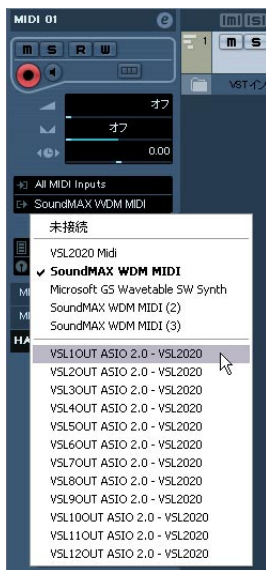 MIDI 01 e
m s
M S R W
1 m s
VSTイン
オフ
オフ
0.00
All MIDI Inputs
SoundMAX WDM MIDI
未接続
VSL2020 Midi
SoundMAX WDM MIDI
Microsoft GS Wavetable SW Synth
SoundMAX WDM MIDI (2)
SoundMAX WDM MIDI (3)
VSL1OUT ASIO 2.0 - VSL2020
VSL2OUT ASIO 2.0 - VSL2020
VSL3OUT ASIO 2.0 - VSL2020
VSL4OUT ASIO 2.0 - VSL2020
VSL5OUT ASIO 2.0 - VSL2020
VSL6OUT ASIO 2.0 - VSL2020
VSL7OUT ASIO 2.0 - VSL2020
VSL8OUT ASIO 2.0 - VSL2020
VSL9OUT ASIO 2.0 - VSL2020
VSL10OUT ASIO 2.0 - VSL2020
VSL11OUT ASIO 2.0 - VSL2020
VSL12OUT ASIO 2.0 - VSL2020